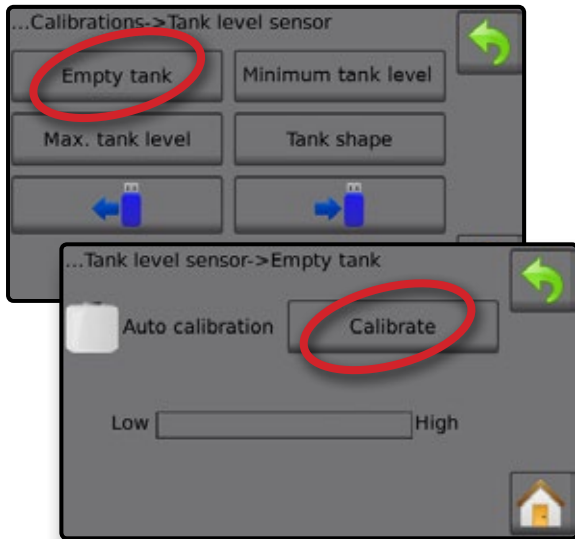 ...Calibrations->Tank level sensor
Empty tank Minimum tank level
Max. tank level Tank shape
...Tank level sensor->Empty tank
Auto calibration Calibrate
Low High